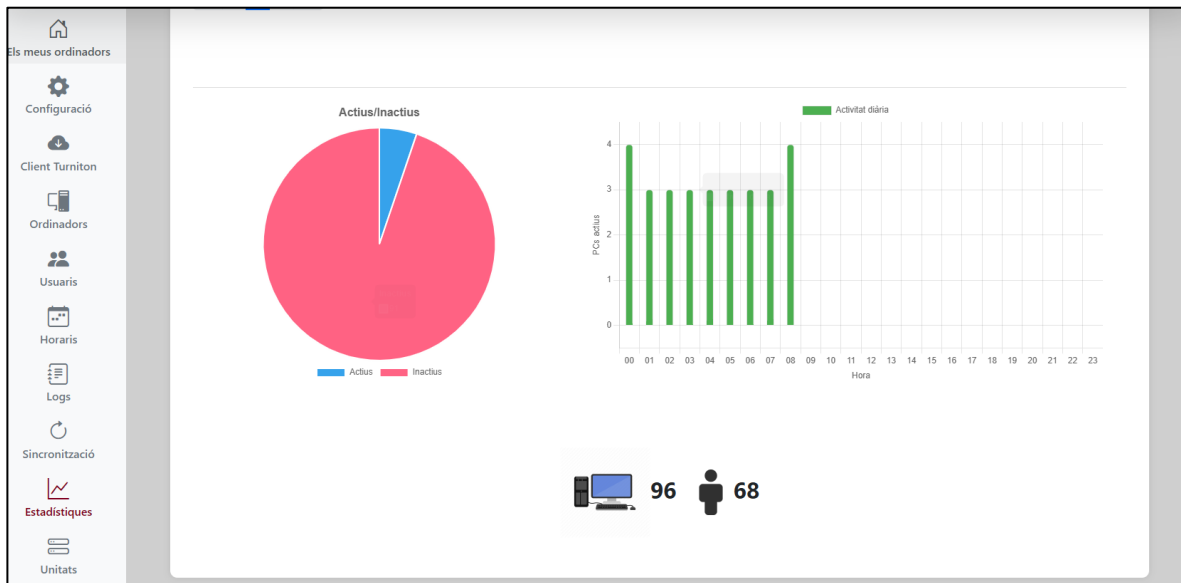 Els meus ordinadors
Configuració
Client Turniton
Ordinadors
Usuaris
Horaris
Logs
Sincronització
Estadístiques
Unitats
Actius/Inactius
Actius Inactius
Activitat diària
PCs actius
4
3
2
1
0
00 01 02 03 04 05 06 07 08 09 10 11 12 13 14 15 16 17 18 19 20 21 22 23
Hora
96 68